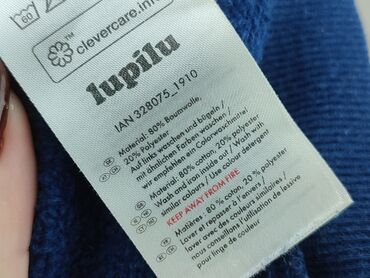 60
clevercare.info
lupilu
IAN 328075_1910
Material: 80% Baumwolle,
20% Polyester
Auf links waschen und bügeln /
mit ähnlichen Farben waschen /
wir empfehlen ein Colorwaschmittel
Material: 80% cotton, 20% polyester
Wash and iron inside out / Wash with
similar colours / Use colour detergent
KEEP AWAY FROM FIRE
Matières: 80 % coton, 20 % polyester
Laver et repasser à l'envers /
laver avec des couleurs similaires /
nous conseillons l'utilisation de lessive
pour linge de couleur